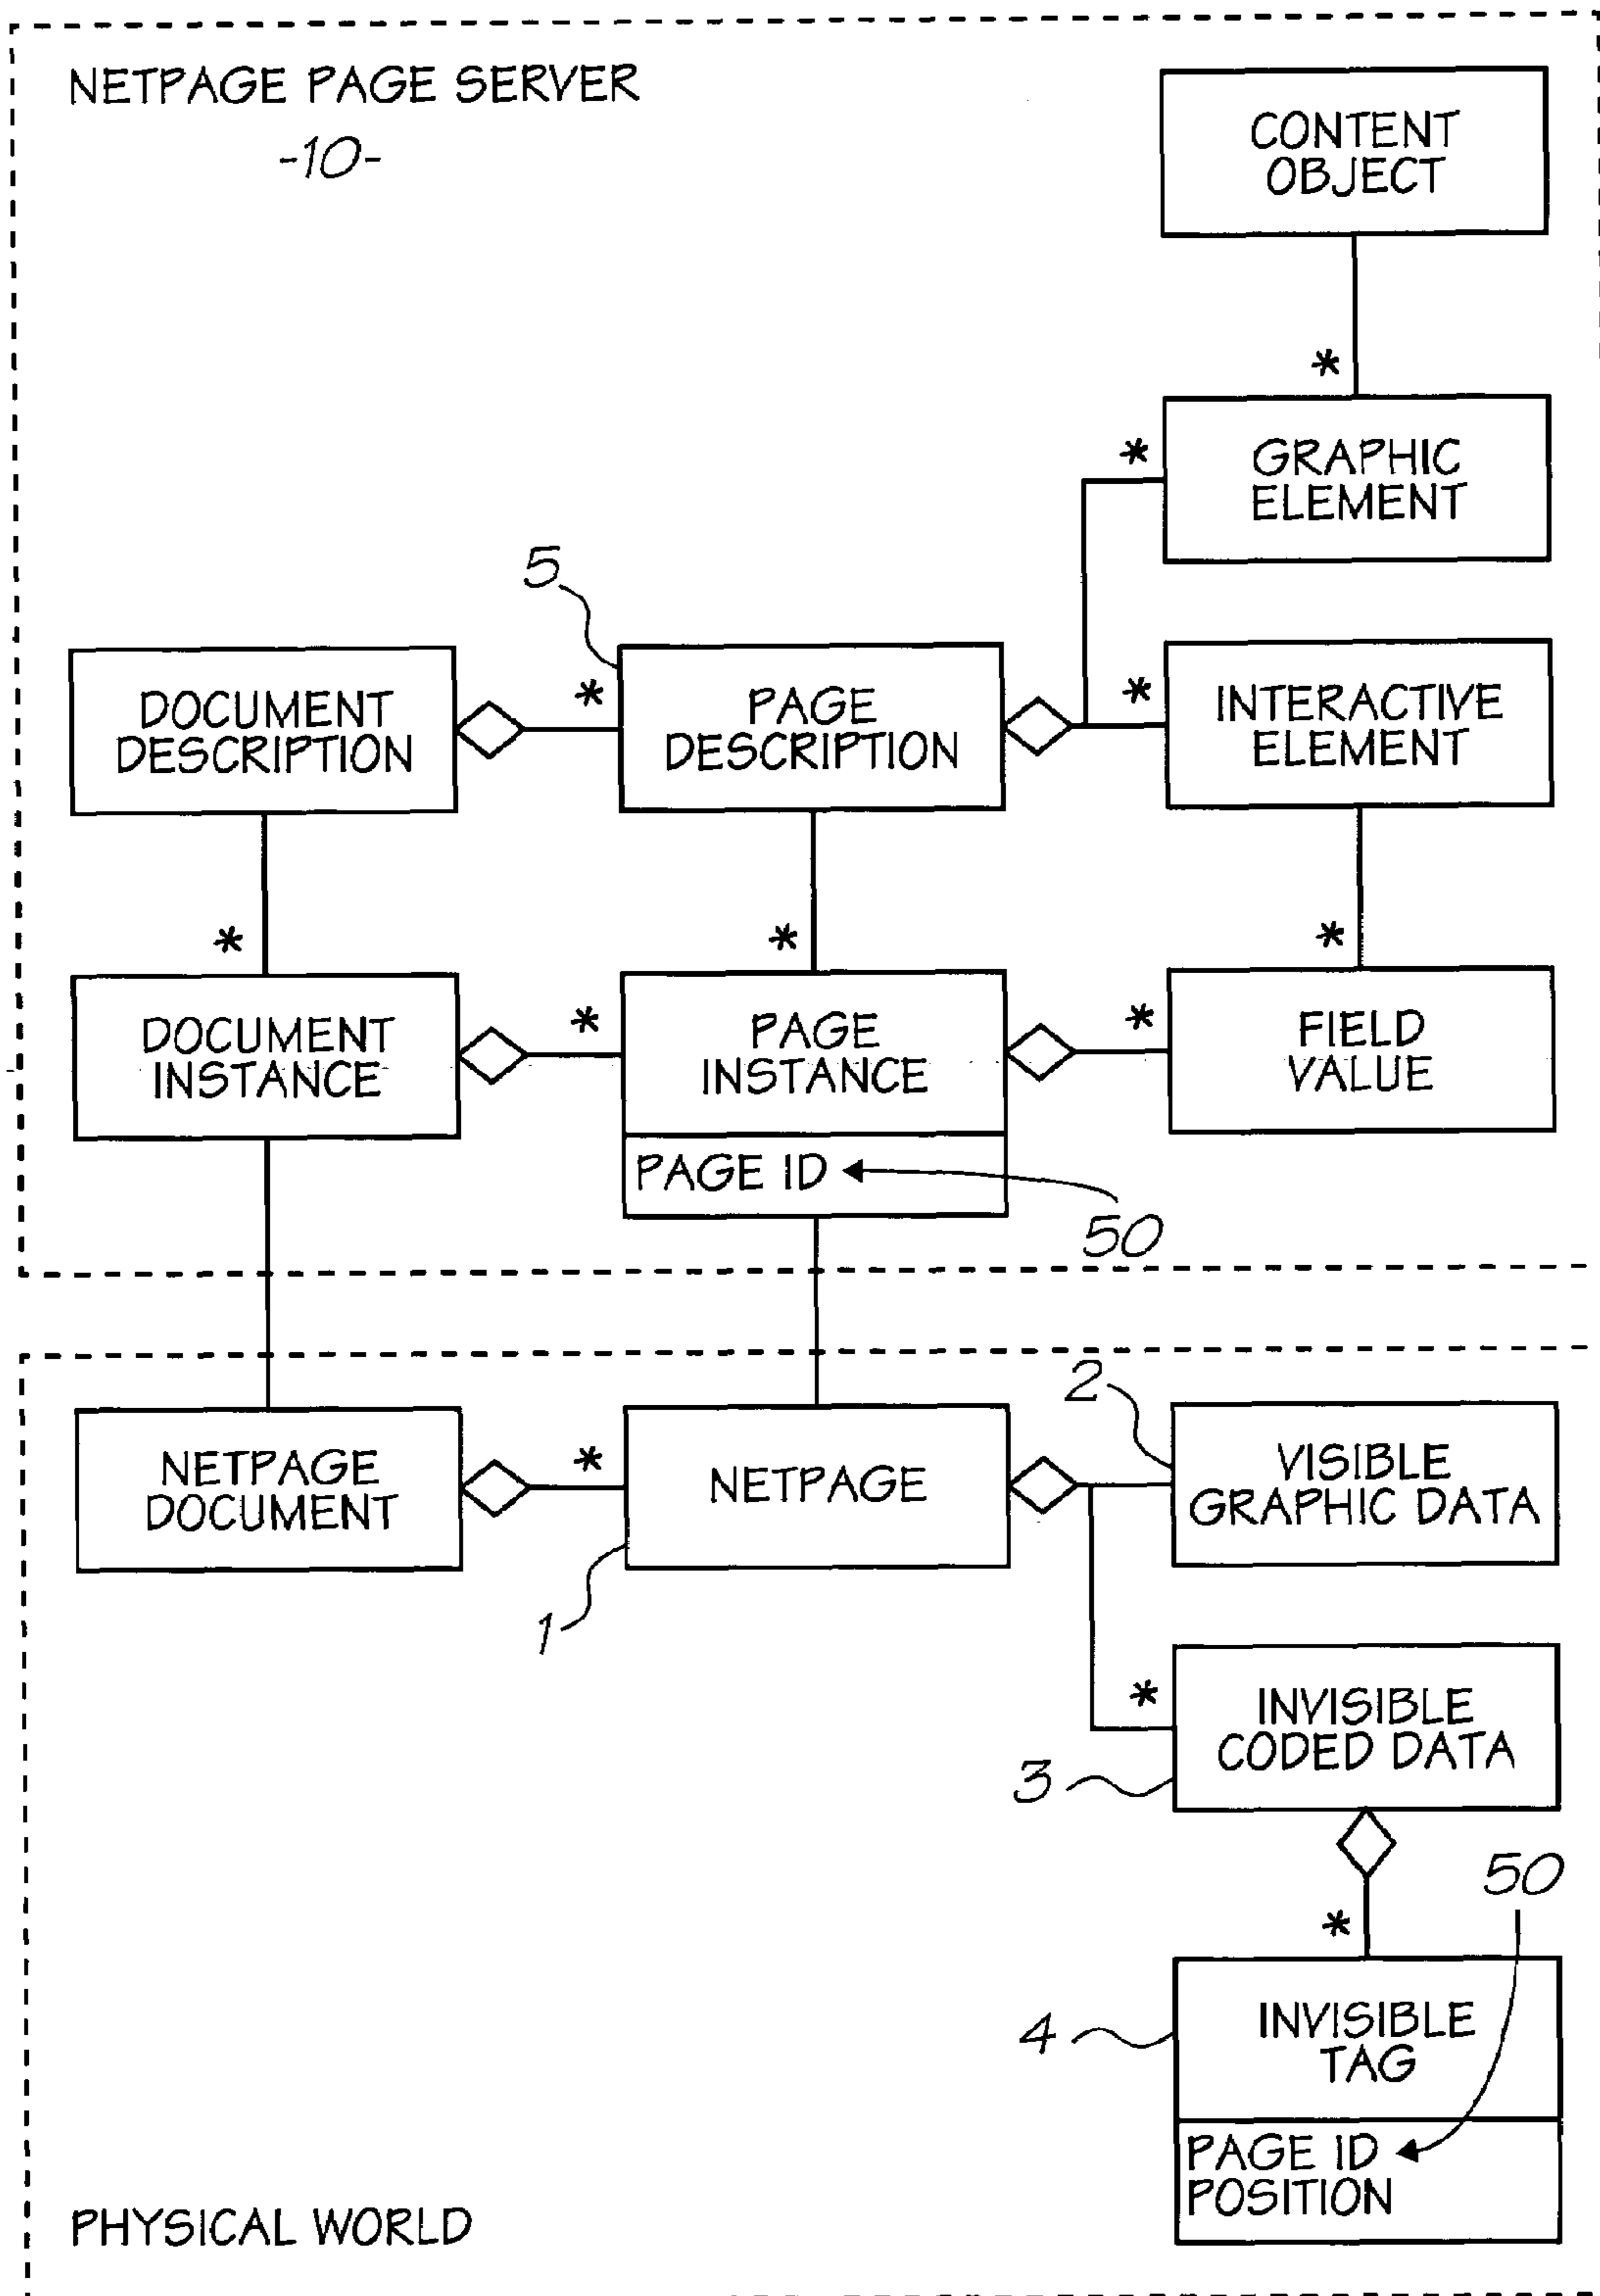 NETPAGE PAGE SERVER
-10-
CONTENT
OBJECT
*
*
GRAPHIC
ELEMENT
5
DOCUMENT
DESCRIPTION
*
PAGE
DESCRIPTION
*
INTERACTIVE
ELEMENT
*
*
*
DOCUMENT
INSTANCE
*
PAGE
INSTANCE
*
FIELD
VALUE
PAGE ID
50
2
NETPAGE
DOCUMENT
*
NETPAGE
VISIBLE
GRAPHIC DATA
1
*
INVISIBLE
CODED DATA
3
50
*
4
INVISIBLE
TAG
PAGE ID
POSITION
PHYSICAL WORLD